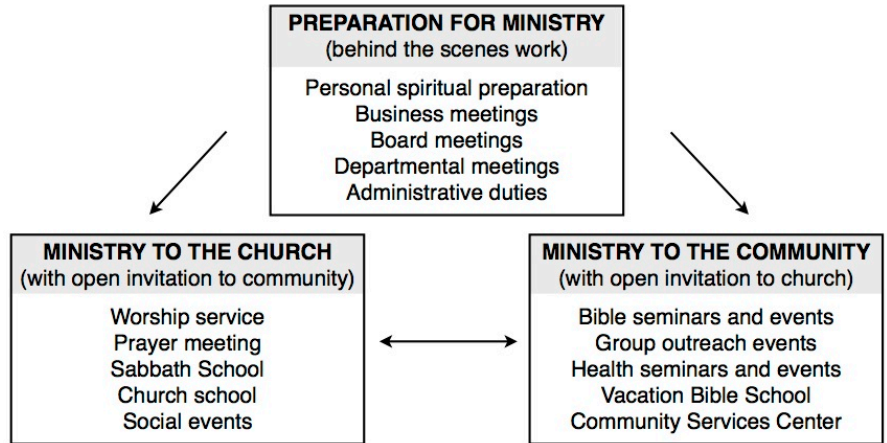 PREPARATION FOR MINISTRY
(behind the scenes work)
Personal spiritual preparation
Business meetings
Board meetings
Departmental meetings
Administrative duties
MINISTRY TO THE CHURCH
(with open invitation to community)
Worship service
Prayer meeting
Sabbath School
Church school
Social events
MINISTRY TO THE COMMUNITY
(with open invitation to church)
Bible seminars and events
Group outreach events
Health seminars and events
Vacation Bible School
Community Services Center